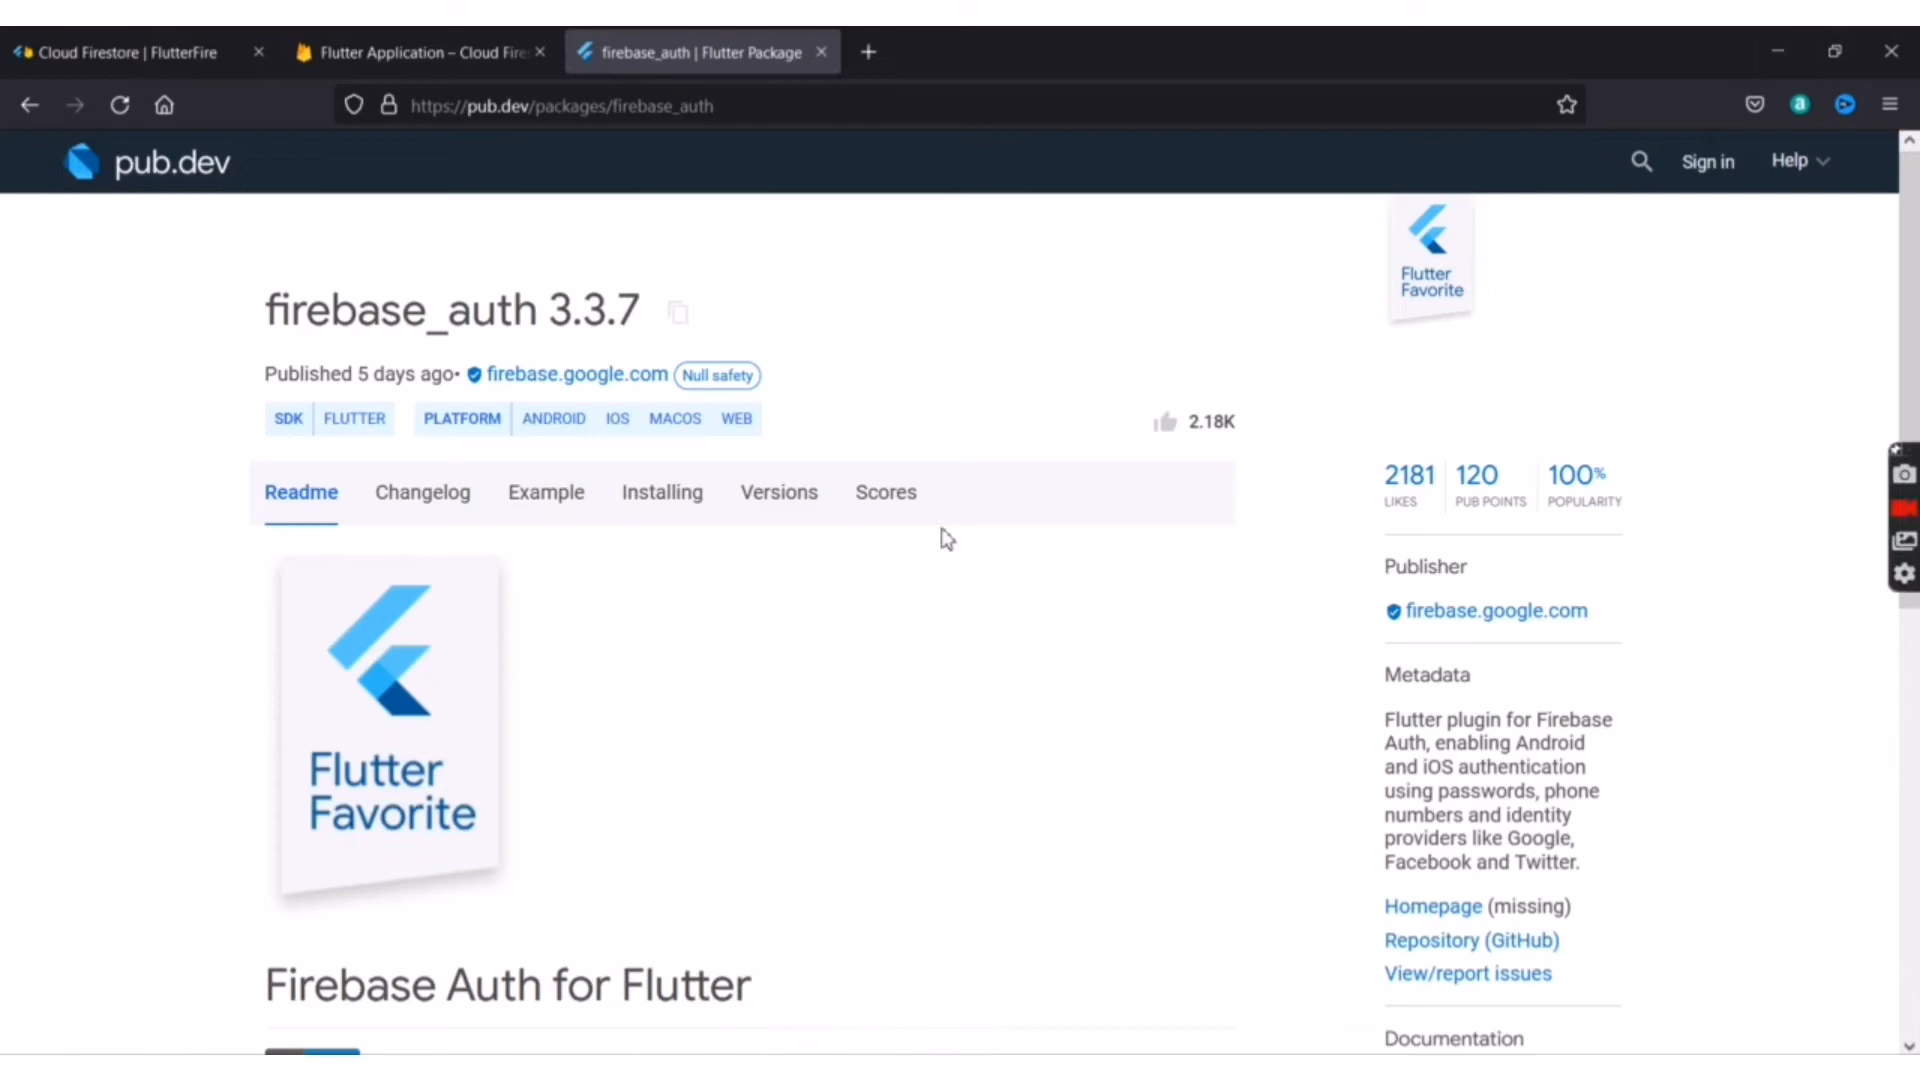 Cloud Firestore | FlutterFire
Flutter Application – Cloud Fire
firebase_auth | Flutter Package
https://pub.dev/packages/firebase_auth
pub.dev
Sign in
Help
Flutter
Favorite
firebase_auth 3.3.7
Published 5 days ago• firebase.google.com Null safety
SDK FLUTTER PLATFORM ANDROID IOS MACOS WEB
2.18K
Readme Changelog Example Installing Versions Scores
2181 120 100%
LIKES PUB POINTS POPULARITY
Flutter
Favorite
Publisher
firebase.google.com
Metadata
Flutter plugin for Firebase
Auth, enabling Android
and iOS authentication
using passwords, phone
numbers and identity
providers like Google,
Facebook and Twitter.
Homepage (missing)
Repository (GitHub)
View/report issues
Documentation
Firebase Auth for Flutter